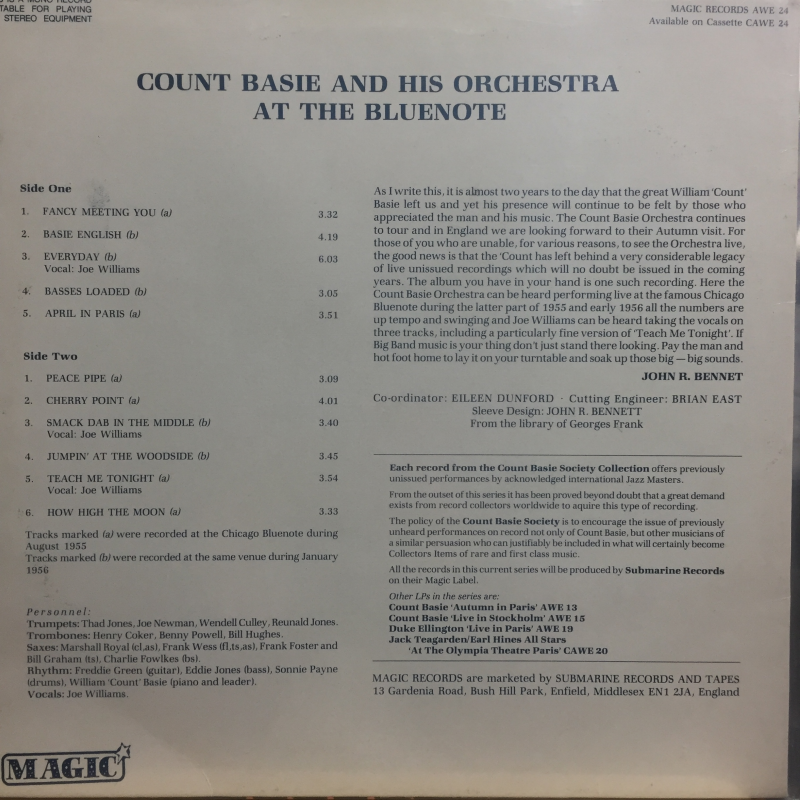 TABLE FOR PLAYING
STEREO EQUIPMENT
MAGIC RECORDS AWE 24
Available on Cassette CAWE 24
COUNT BASIE AND HIS ORCHESTRA
AT THE BLUENOTE
Side One
1. FANCY MEETING YOU (a) 3.32
2. BASIE ENGLISH (b) 4.19
3. EVERYDAY (b) 6.03
Vocal: Joe Williams
4. BASSES LOADED (b) 3.05
5. APRIL IN PARIS (a) 3.51
Side Two
1. PEACE PIPE (a) 3.09
2. CHERRY POINT (a) 4.01
3. SMACK DAB IN THE MIDDLE (b) 3.40
Vocal: Joe Williams
4. JUMPIN' AT THE WOODSIDE (b) 3.45
5. TEACH ME TONIGHT (a) 3.54
Vocal: Joe Williams
6. HOW HIGH THE MOON (a) 3.33
Tracks marked (a) were recorded at the Chicago Bluenote during
August 1955
Tracks marked (b) were recorded at the same venue during January
1956
Personnel:
Trumpets: Thad Jones, Joe Newman, Wendell Culley, Reunald Jones.
Trombones: Henry Coker, Benny Powell, Bill Hughes.
Saxes: Marshall Royal (cl,as), Frank Wess (fl,ts,as), Frank Foster and
Bill Graham (ts), Charlie Fowlkes (bs).
Rhythm: Freddie Green (guitar), Eddie Jones (bass), Sonnie Payne
(drums), William 'Count' Basie (piano and leader).
Vocals: Joe Williams.
As I write this, it is almost two years to the day that the great William 'Count'
Basie left us and yet his presence will continue to be felt by those who
appreciated the man and his music. The Count Basie Orchestra continues
to tour and in England we are looking forward to their Autumn visit. For
those of you who are unable, for various reasons, to see the Orchestra live,
the good news is that the 'Count has left behind a very considerable legacy
of live unissued recordings which will no doubt be issued in the coming
years. The album you have in your hand is one such recording. Here the
Count Basie Orchestra can be heard performing live at the famous Chicago
Bluenote during the latter part of 1955 and early 1956 all the numbers are
up tempo and swinging and Joe Williams can be heard taking the vocals on
three tracks, including a particularly fine version of 'Teach Me Tonight'. If
Big Band music is your thing don't just stand there looking. Pay the man and
hot foot home to lay it on your turntable and soak up those big — big sounds.
JOHN R. BENNET
Co-ordinator: EILEEN DUNFORD · Cutting Engineer: BRIAN EAST
Sleeve Design: JOHN R. BENNETT
From the library of Georges Frank
Each record from the Count Basie Society Collection offers previously
unissued performances by acknowledged international Jazz Masters.
From the outset of this series it has been proved beyond doubt that a great demand
exists from record collectors worldwide to aquire this type of recording.
The policy of the Count Basie Society is to encourage the issue of previously
unheard performances on record not only of Count Basie, but other musicians of
a similar persuasion who can justifiably be included in what will certainly become
Collectors Items of rare and first class music.
All the records in this current series will be produced by Submarine Records
on their Magic Label.
Other LPs in the series are:
Count Basie 'Autumn in Paris' AWE 13
Count Basie 'Live in Stockholm' AWE 15
Duke Ellington 'Live in Paris' AWE 19
Jack Teagarden/Earl Hines All Stars
'At The Olympia Theatre Paris' CAWE 20
MAGIC RECORDS are marketed by SUBMARINE RECORDS AND TAPES
13 Gardenia Road, Bush Hill Park, Enfield, Middlesex EN1 2JA, England
MAGIC